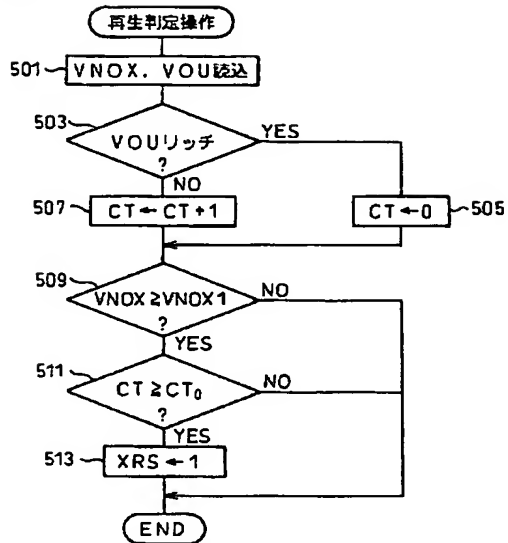 再生判定操作
501
VNOX. VOU読込
503
VOUリッチ
?
YES
NO
507
CT←CT+1
CT←0
505
509
VNOX≧VNOX1
?
NO
YES
511
CT≧CT₀
?
NO
YES
513
XRS←1
END